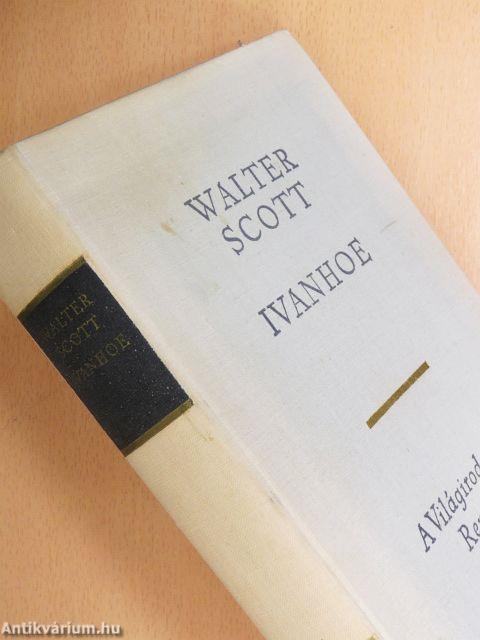 WALTER
SCOTT
IVANHOE
WALTER
SCOTT
IVANHOE
A Világirod
Re
Antikvárium.hu